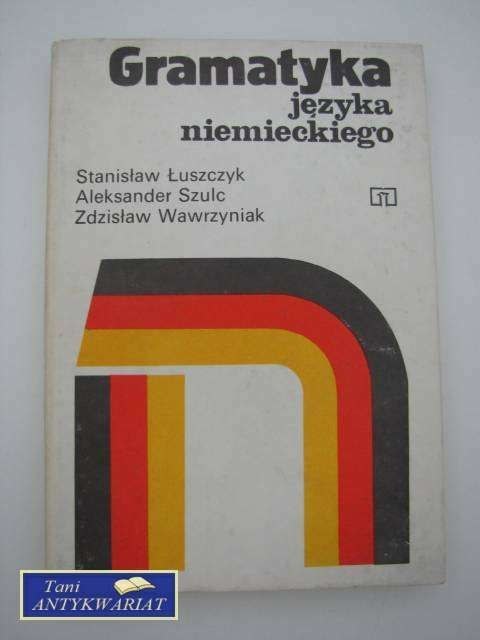 Gramatyka
języka
niemieckiego
Stanisław Łuszczyk
Aleksander Szulc
Zdzisław Wawrzyniak
Tani
ANTYKWARIAT